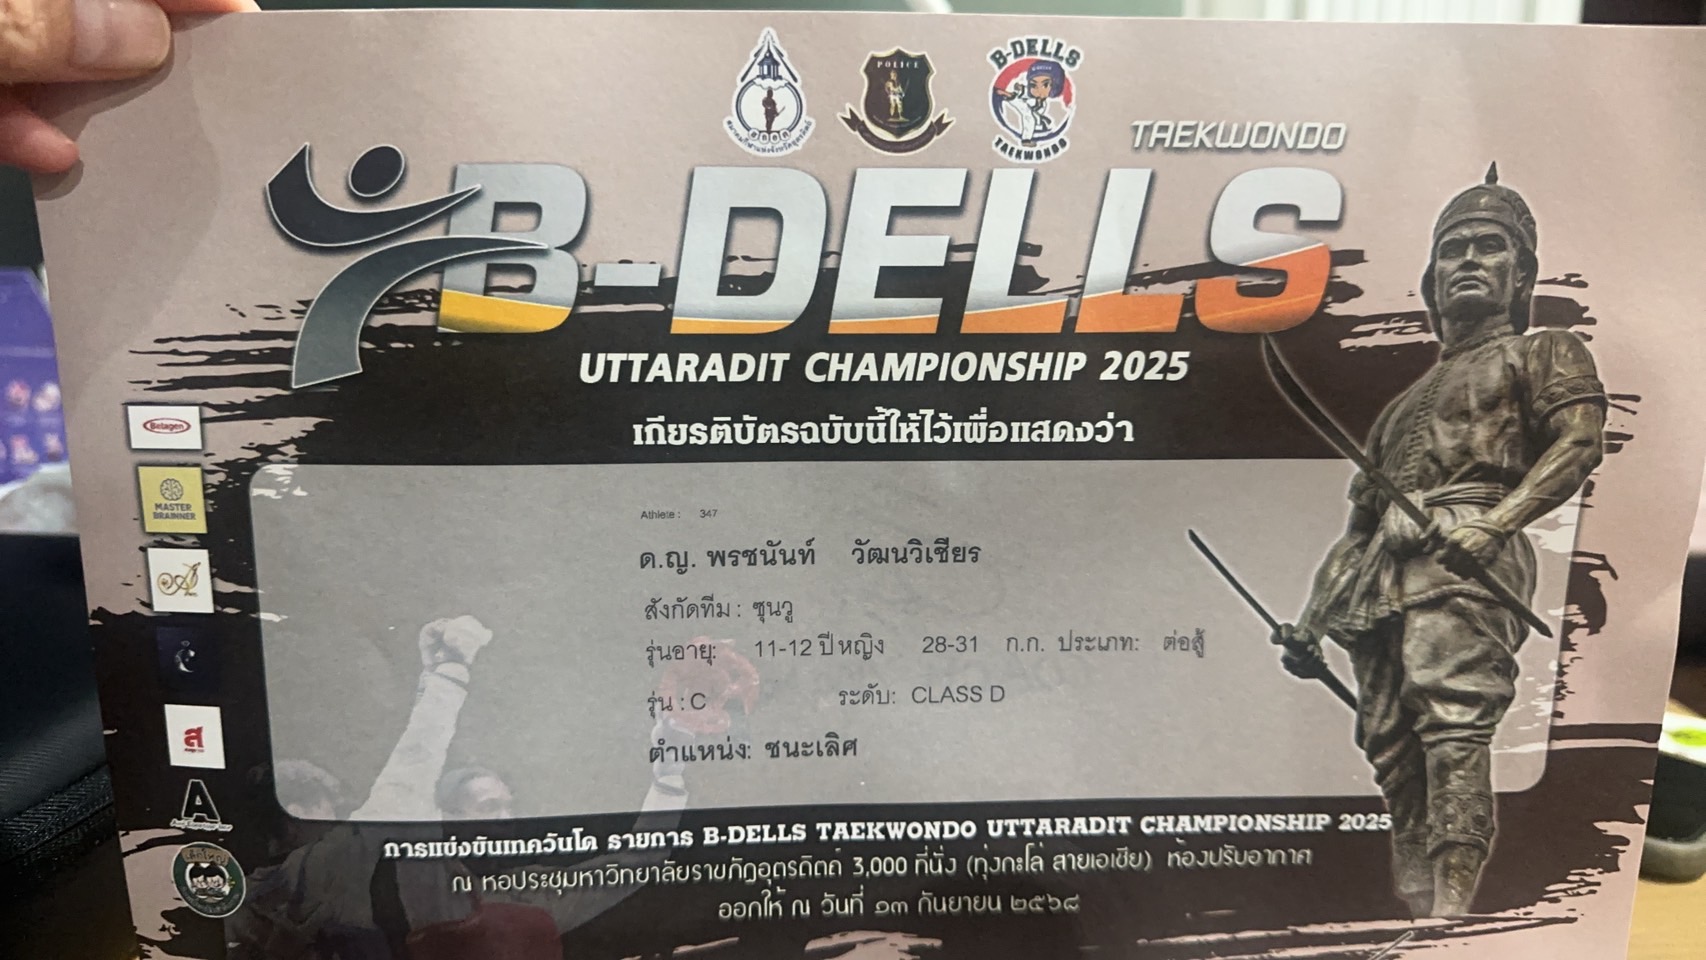 B-DELLS
TAEKWONDO
POLICE
TAEKWONDO
B-DELLS
UTTARADIT CHAMPIONSHIP 2025
เกียรติบัตรฉบับนี้ให้ไว้เพื่อแสดงว่า
Belagen
MASTER
BRAINNER
ส
A
Athlete : 347
ด.ญ. พรชนันท์ วัฒนวิเชียร
สังกัดทีม : ซุนวู
รุ่นอายุ: 11-12 ปี หญิง 28-31 ก.ก. ประเภท: ต่อสู้
รุ่น : C ระดับ: CLASS D
ตำแหน่ง: ชนะเลิศ
การแข่งขันเทควันโด รายการ B-DELLS TAEKWONDO UTTARADIT CHAMPIONSHIP 2025
ณ หอประชุมมหาวิทยาลัยราชภัฏอุตรดิตถ์ 3,000 ที่นั่ง (ทุ่งกะโล่ สายเอเชีย) ห้องปรับอากาศ
ออกให้ ณ วันที่ ๑๓ กันยายน ๒๕๖๘